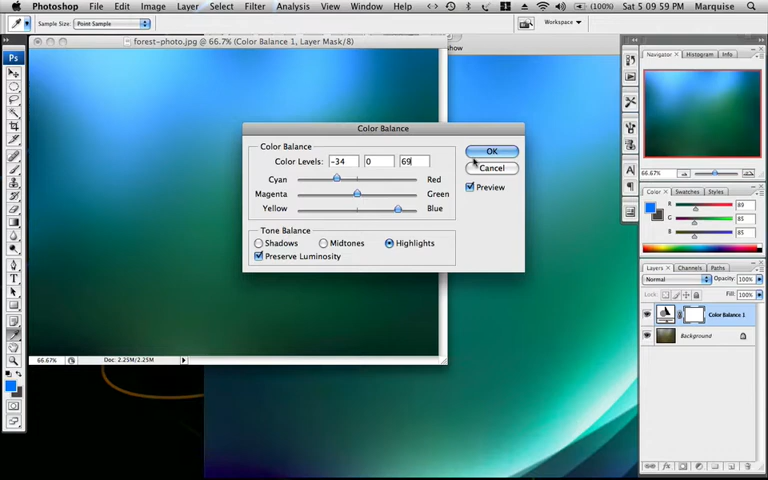 Photoshop File Edit Image Layer Select Filter Analysis View Window Help (100%) Sat 5 09 59 PM Marquise
Sample Size: Point Sample Workspace
forest-photo.jpg @ 66.7% (Color Balance 1, Layer Mask/8)
show
Navigator Histogram Info
Ps
Color Balance
Color Balance
Color Levels: -34 0 69
OK
Cyan Red
Cancel
Magenta Green
Preview
Yellow Blue
Tone Balance
Shadows Midtones Highlights
Preserve Luminosity
66.67%
Color Swatches Styles
R 89
G 85
B 85
Layers Channels Paths
Normal Opacity: 100%
Lock: Fill: 100%
Color Balance 1
Background
66.67% Doc: 2.25M/2.25M